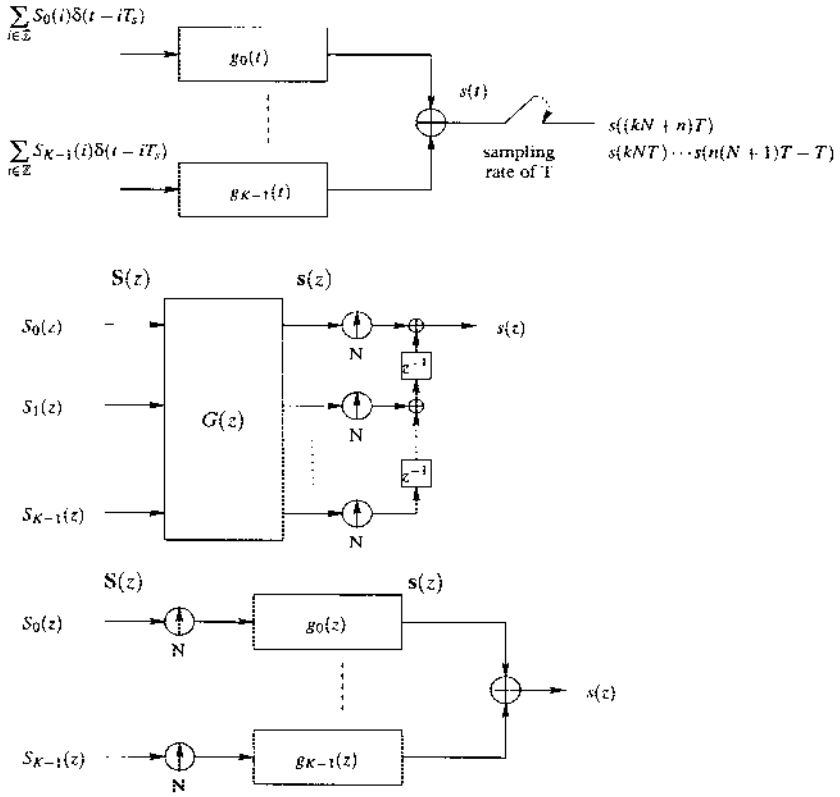 ∑_{i∈ℤ} S₀(i)δ(t − iTₛ)
g₀(t)
s(t)
s((kN + n)T)
∑_{i∈ℤ} S_{K−1}(i)δ(t − iTₛ)
sampling
rate of T
s(kNT) ⋯ s(n(N + 1)T − T)
g_{K−1}(t)
S(z) s(z)
S₀(z) N s(z)
z⁻¹
S₁(z) G(z) N
z⁻¹
S_{K−1}(z) N
S(z) s(z)
S₀(z) N g₀(z)
s(z)
S_{K−1}(z) N g_{K−1}(z)